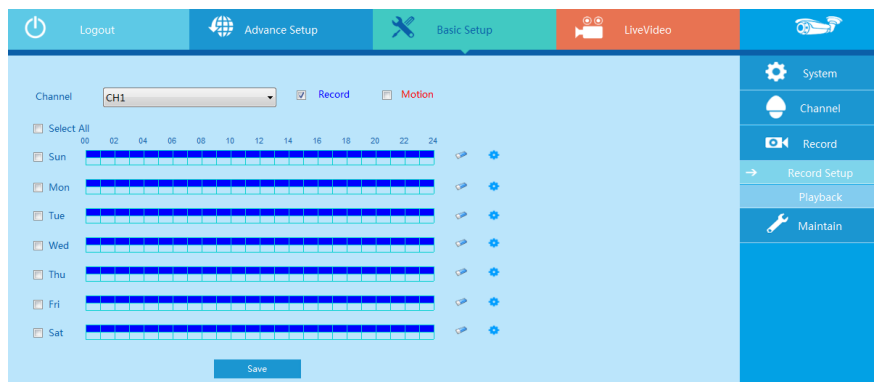 Logout Advance Setup Basic Setup LiveVideo
System
Channel CH1 Record Motion
Channel
Select All
00 02 04 06 08 10 12 14 16 18 20 22 24
Record
Sun
Record Setup
Mon
Playback
Tue
Maintain
Wed
Thu
Fri
Sat
Save